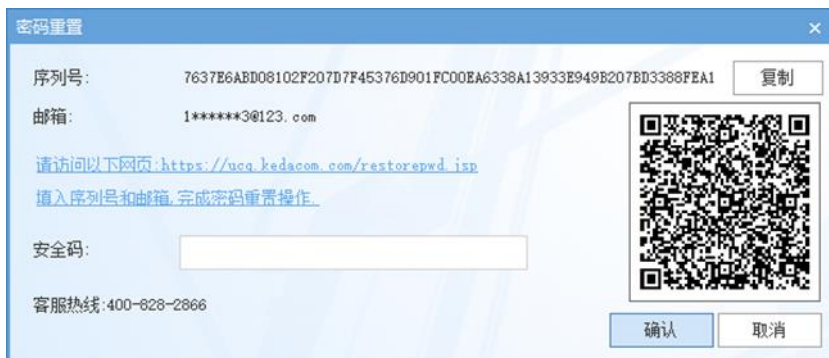 密码重置
序列号: 7637E6ABD08102F207D7F45376D901FC00EA6338A13933E949B207BD3388FEA1 复制
邮箱: 1******3@123.com
请访问以下网页:https://ucq.kedacom.com/restorepwd.jsp
填入序列号和邮箱,完成密码重置操作.
安全码:
客服热线:400-828-2866
确认 取消